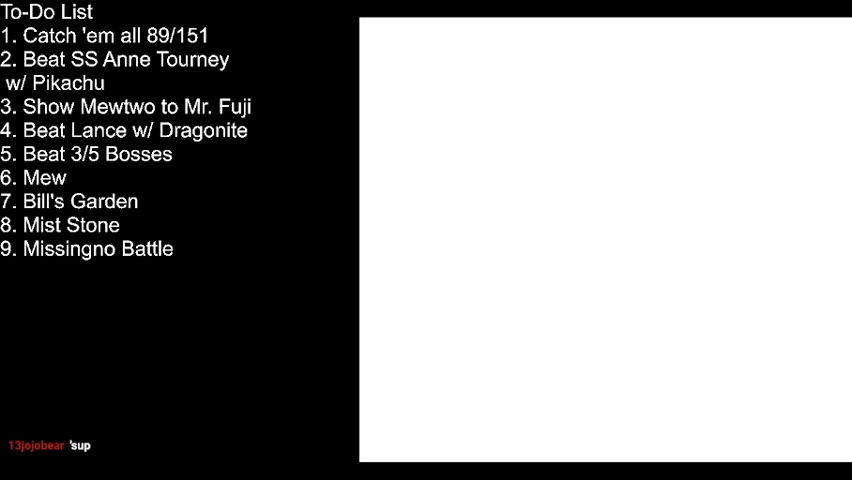 To-Do List
1. Catch 'em all 89/151
2. Beat SS Anne Tourney
w/ Pikachu
3. Show Mewtwo to Mr. Fuji
4. Beat Lance w/ Dragonite
5. Beat 3/5 Bosses
6. Mew
7. Bill's Garden
8. Mist Stone
9. Missingno Battle
13jojobear 'sup